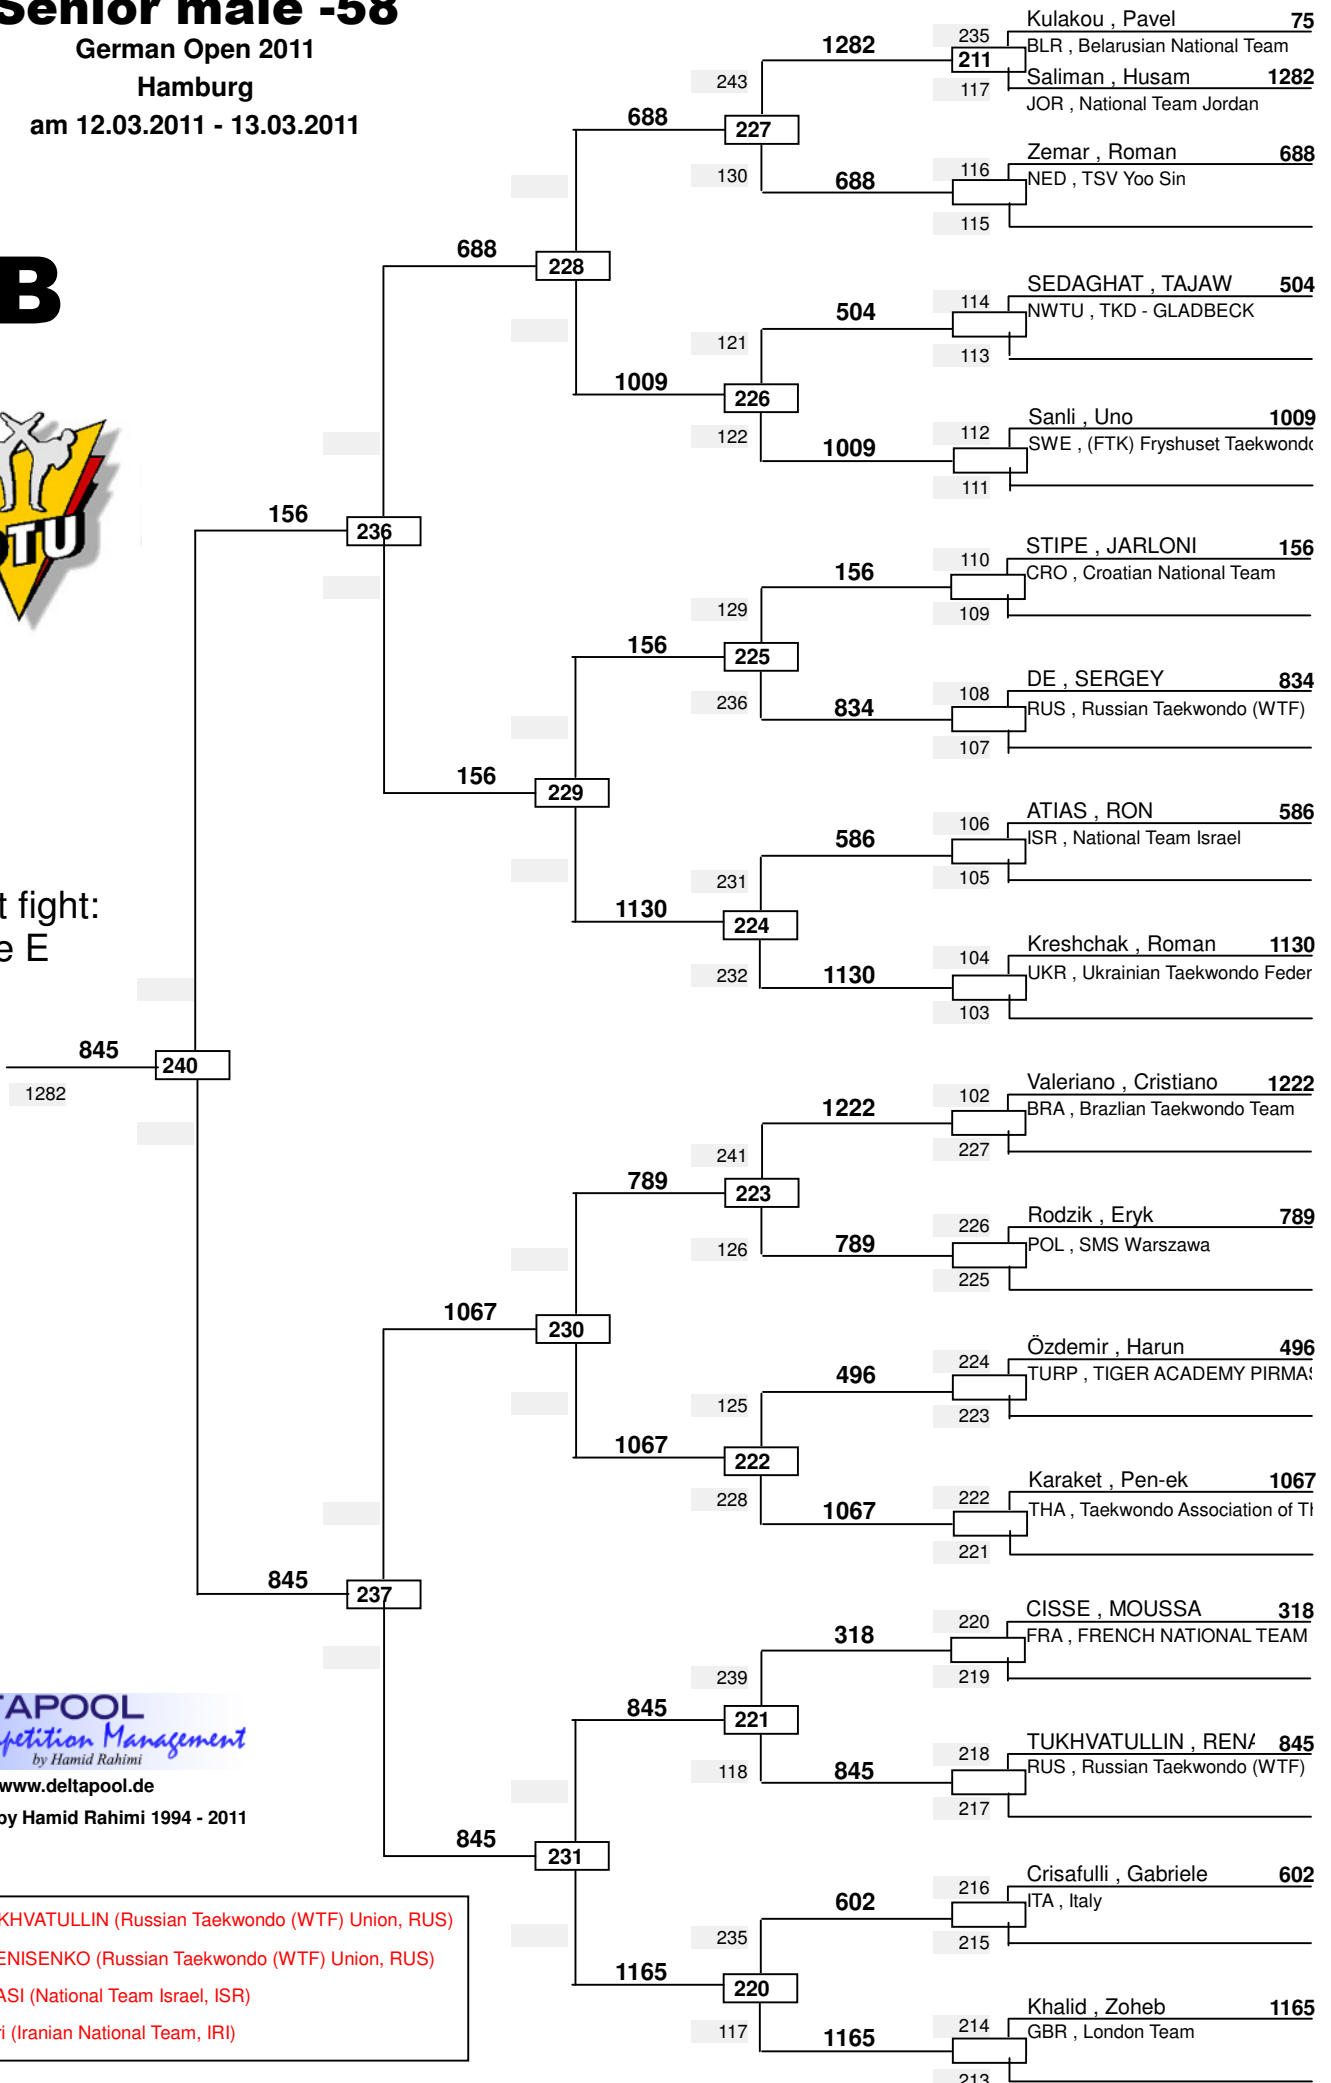 Senior male -58
German Open 2011
Hamburg
am 12.03.2011 - 13.03.2011
B
TU
t fight:
e E
Kulakou , Pavel 75
235
BLR , Belarusian National Team
1282
211
Saliman , Husam 1282
117
JOR , National Team Jordan
243
688
227
Zemar , Roman 688
116
NED , TSV Yoo Sin
130
688
115
688
228
SEDAGHAT , TAJAW 504
114
NWTU , TKD - GLADBECK
504
121
113
1009
226
Sanli , Uno 1009
112
SWE , (FTK) Fryshuset Taekwondo
122
1009
111
156
236
STIPE , JARLONI 156
110
CRO , Croatian National Team
156
129
109
156
225
DE , SERGEY 834
108
RUS , Russian Taekwondo (WTF)
236
834
107
156
229
ATIAS , RON 586
106
ISR , National Team Israel
586
231
105
1130
224
Kreshchak , Roman 1130
104
UKR , Ukrainian Taekwondo Feder
232
1130
103
845
240
1282
Valeriano , Cristiano 1222
102
BRA , Brazlian Taekwondo Team
1222
241
227
789
223
Rodzik , Eryk 789
226
POL , SMS Warszawa
126
789
225
1067
230
Özdemir , Harun 496
224
TURP , TIGER ACADEMY PIRMAS
496
125
223
1067
222
Karaket , Pen-ek 1067
222
THA , Taekwondo Association of Th
228
1067
221
845
237
CISSE , MOUSSA 318
220
FRA , FRENCH NATIONAL TEAM
318
239
219
845
221
TUKHVATULLIN , RENA 845
218
RUS , Russian Taekwondo (WTF)
118
845
217
845
231
Crisafulli , Gabriele 602
216
ITA , Italy
602
235
215
1165
220
Khalid , Zoheb 1165
214
GBR , London Team
117
1165
213
TAPOOL
petition Management
by Hamid Rahimi
www.deltapool.de
by Hamid Rahimi 1994 - 2011
KHVATULLIN (Russian Taekwondo (WTF) Union, RUS)
ENISENKO (Russian Taekwondo (WTF) Union, RUS)
ASI (National Team Israel, ISR)
ri (Iranian National Team, IRI)